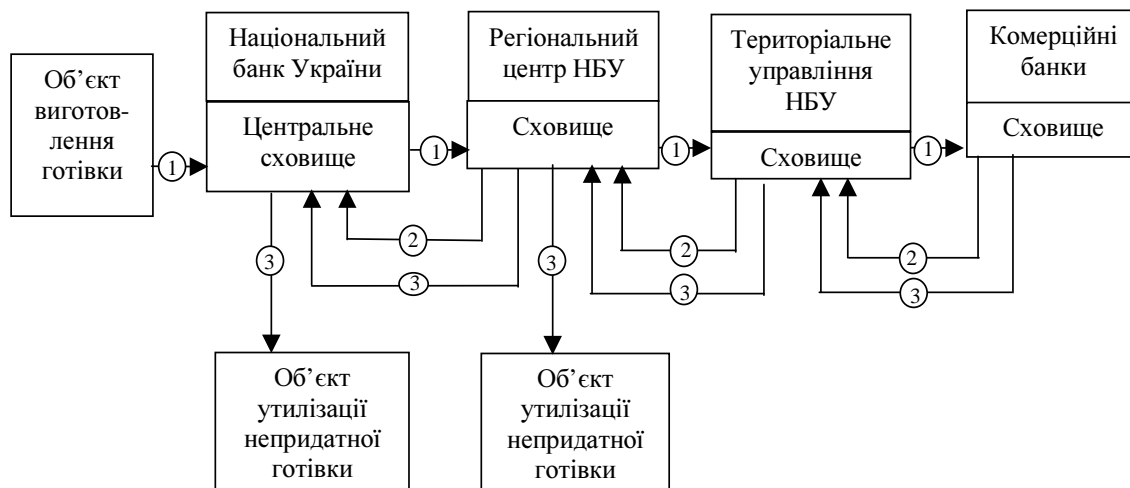 Об’єкт
виготов-
лення
готівки
Національний
банк України
Центральне
сховище
Регіональний
центр НБУ
Сховище
Територіальне
управління
НБУ
Сховище
Комерційні
банки
Сховище
1
1
1
1
2
3
2
3
2
3
3
3
Об’єкт
утилізації
непридатної
готівки
Об’єкт
утилізації
непридатної
готівки